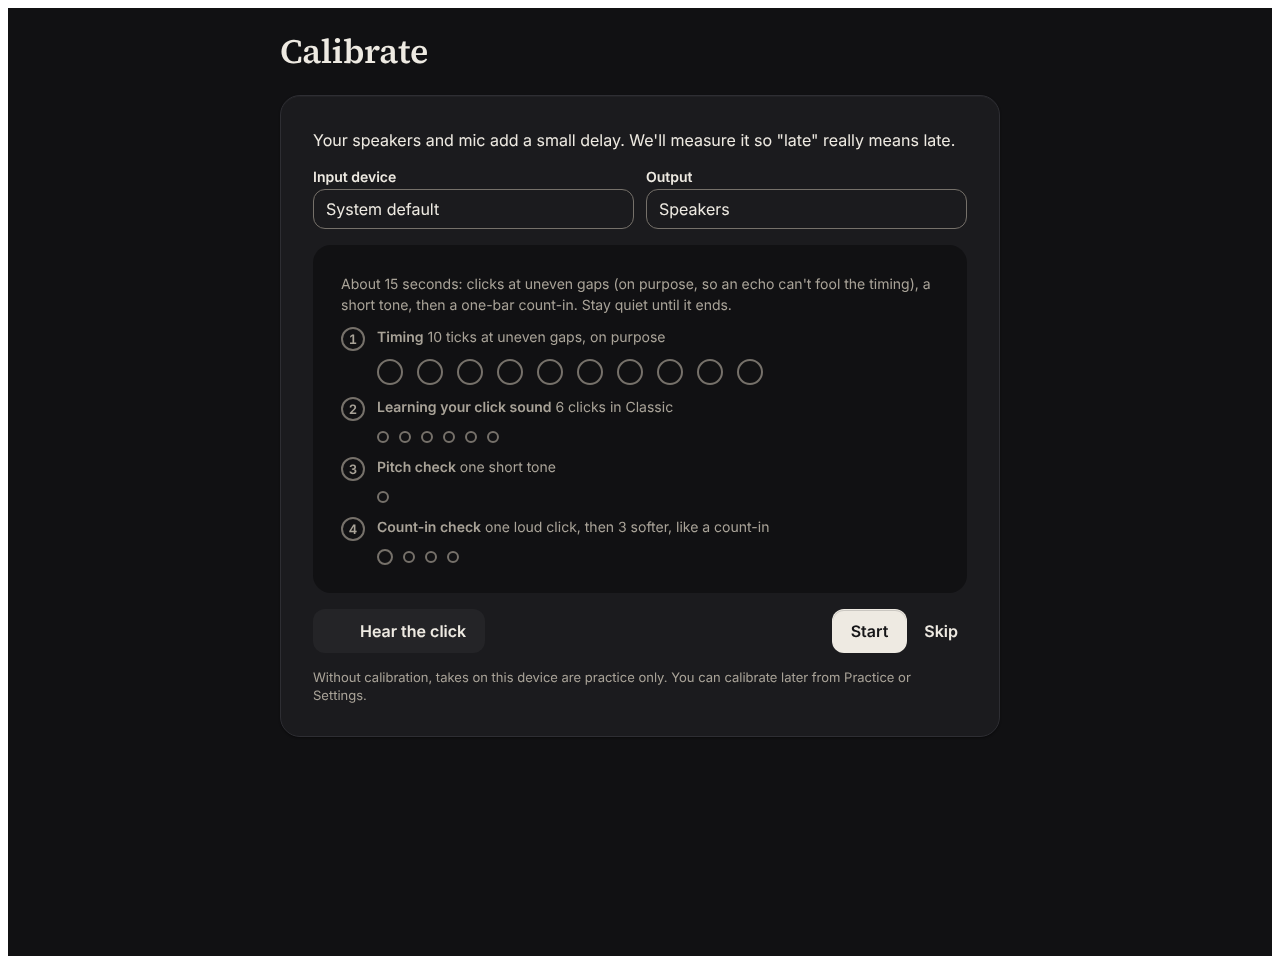 Calibrate
Your speakers and mic add a small delay. We'll measure it so "late" really means late.
Input device
Output
System default
Speakers
About 15 seconds: clicks at uneven gaps (on purpose, so an echo can't fool the timing), a
short tone, then a one-bar count-in. Stay quiet until it ends.
1 Timing 10 ticks at uneven gaps, on purpose
2 Learning your click sound 6 clicks in Classic
3 Pitch check one short tone
4 Count-in check one loud click, then 3 softer, like a count-in
Hear the click
Start
Skip
Without calibration, takes on this device are practice only. You can calibrate later from Practice or
Settings.